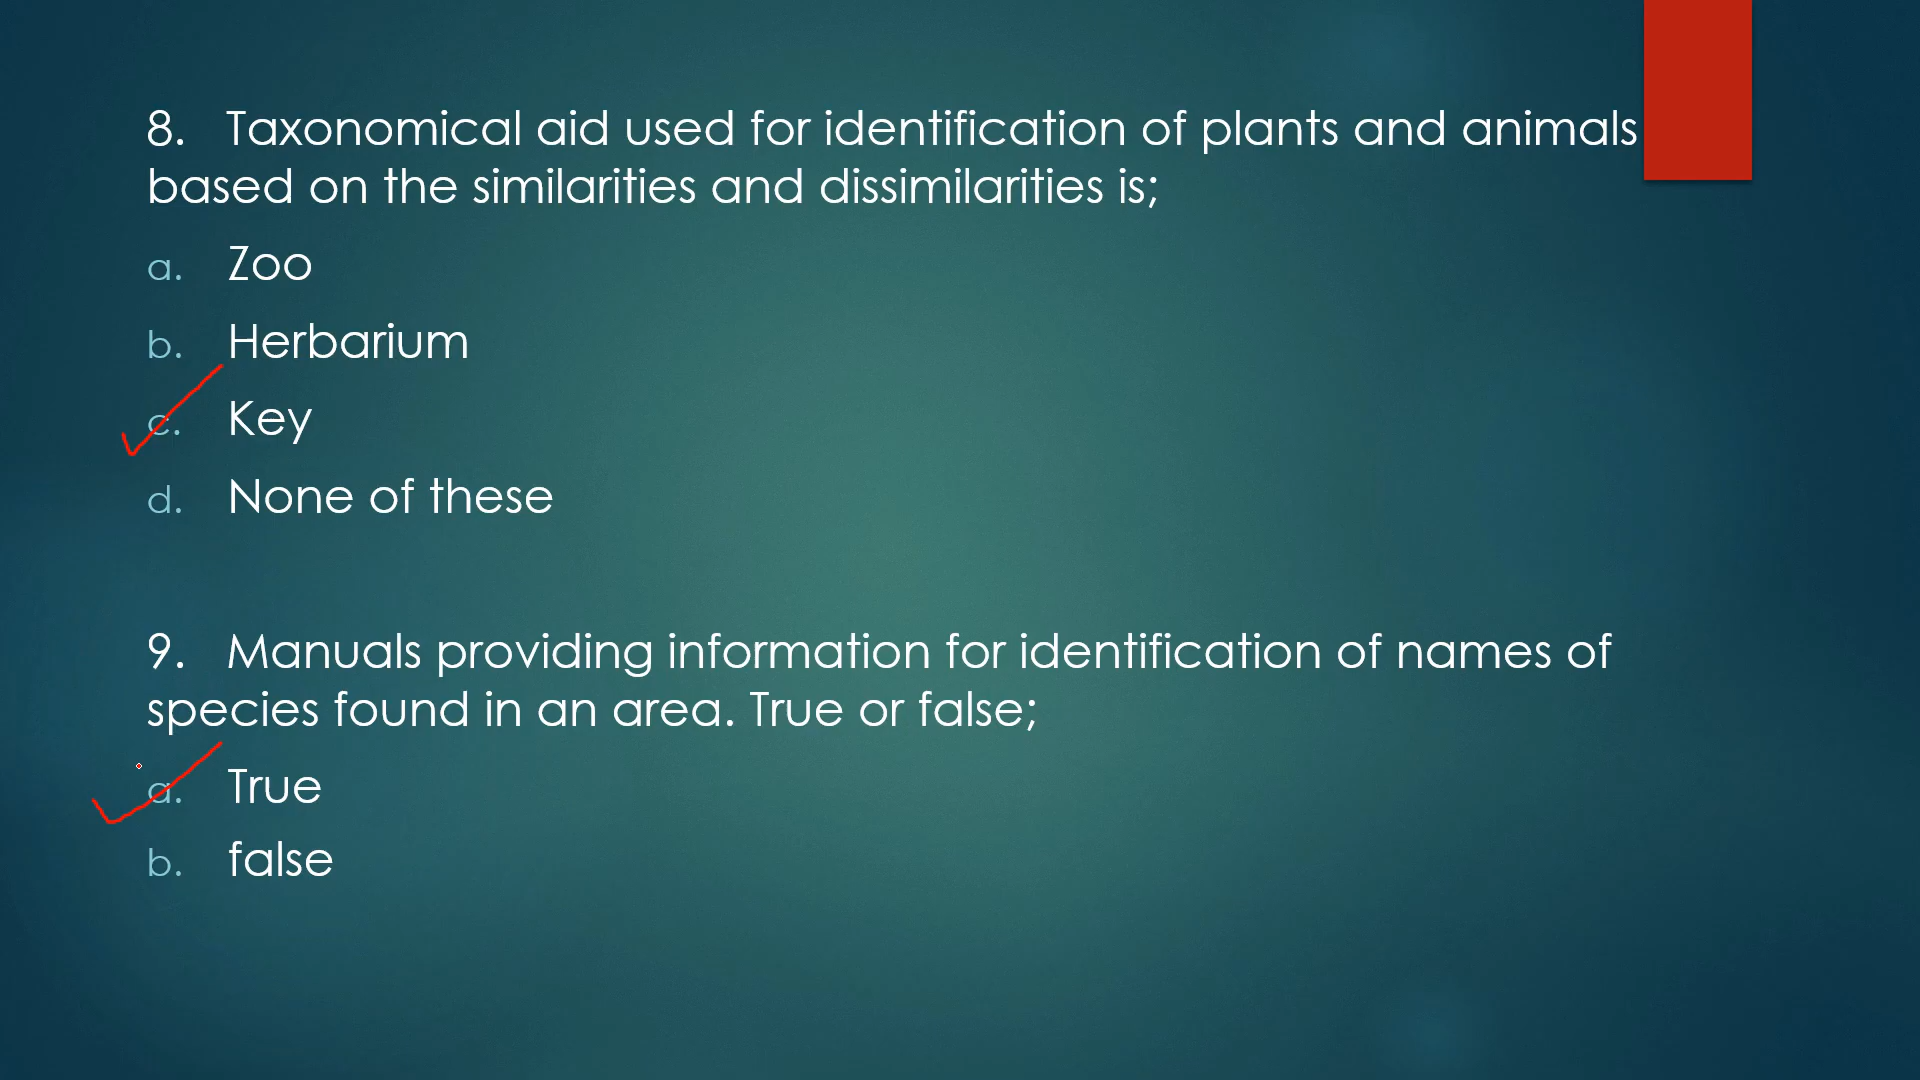 8. Taxonomical aid used for identification of plants and animals
based on the similarities and dissimilarities is;
a. Zoo
b. Herbarium
c. Key
d. None of these
9. Manuals providing information for identification of names of
species found in an area. True or false;
a. True
b. false